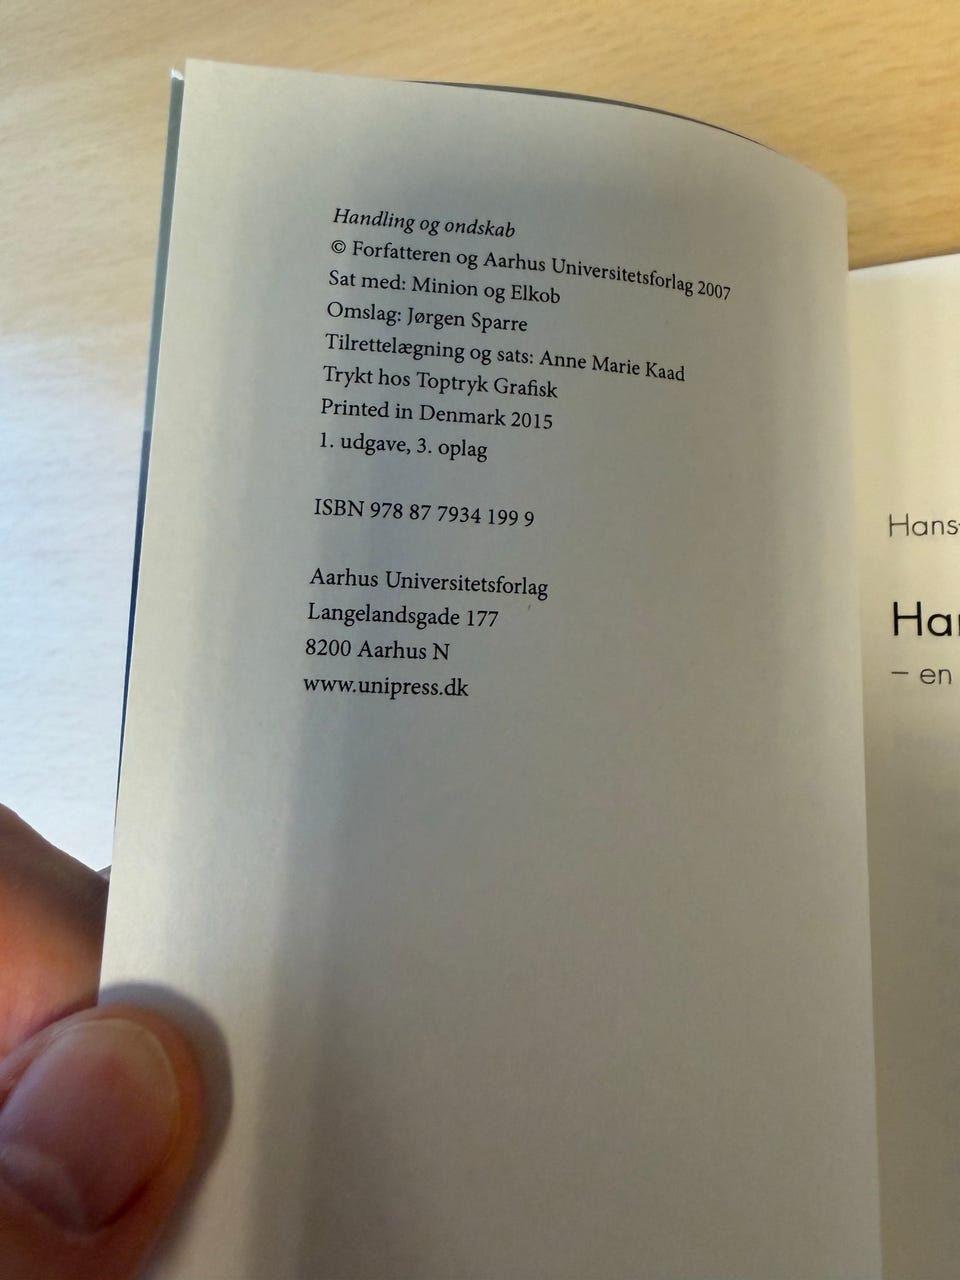 Handling og ondskab
© Forfatteren og Aarhus Universitetsforlag 2007
Sat med: Minion og Elkob
Omslag: Jørgen Sparre
Tilrettelægning og sats: Anne Marie Kaad
Trykt hos Toptryk Grafisk
Printed in Denmark 2015
1. udgave, 3. oplag
ISBN 978 87 7934 199 9
Aarhus Universitetsforlag
Langelandsgade 177
8200 Aarhus N
www.unipress.dk
Hans-
– en